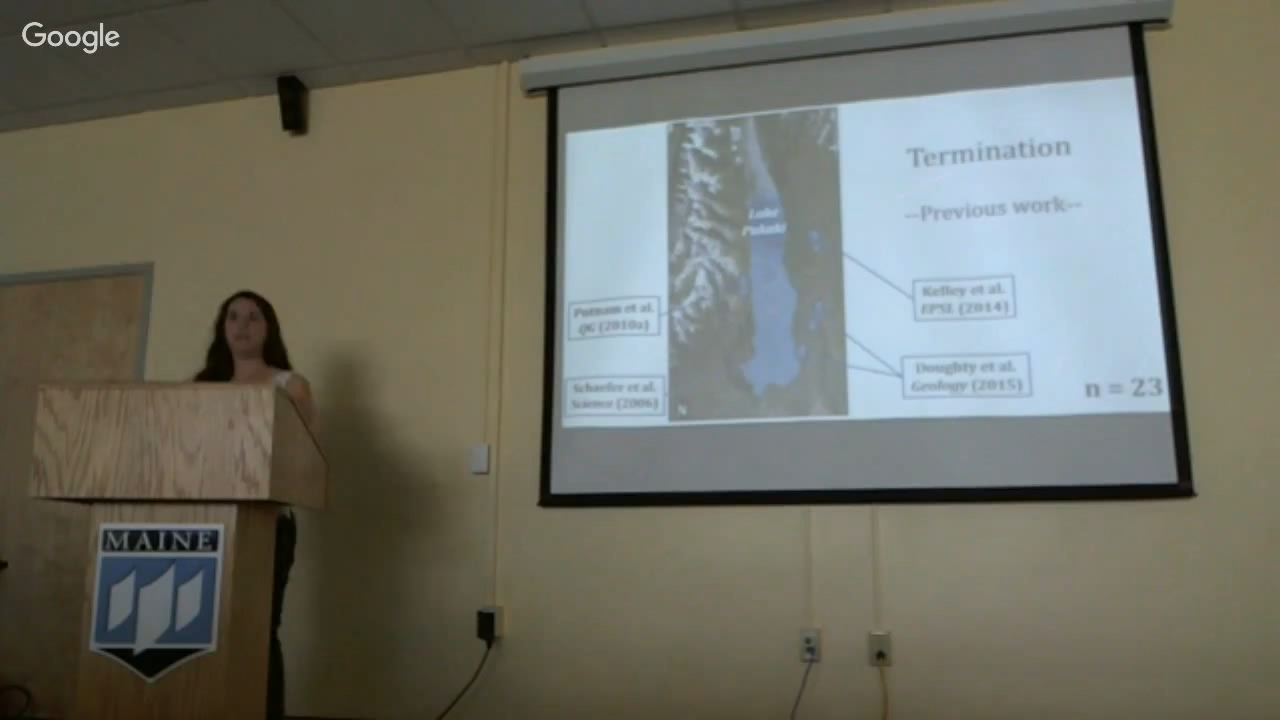 Google
Termination
--Previous work--
Lake
Pukaki
Kelley et al.
EPSL (2014)
Putnam et al.
QG (2010a)
Doughty et al.
Geology (2015)
Schaefer et al.
Science (2006)
n = 23
N
MAINE